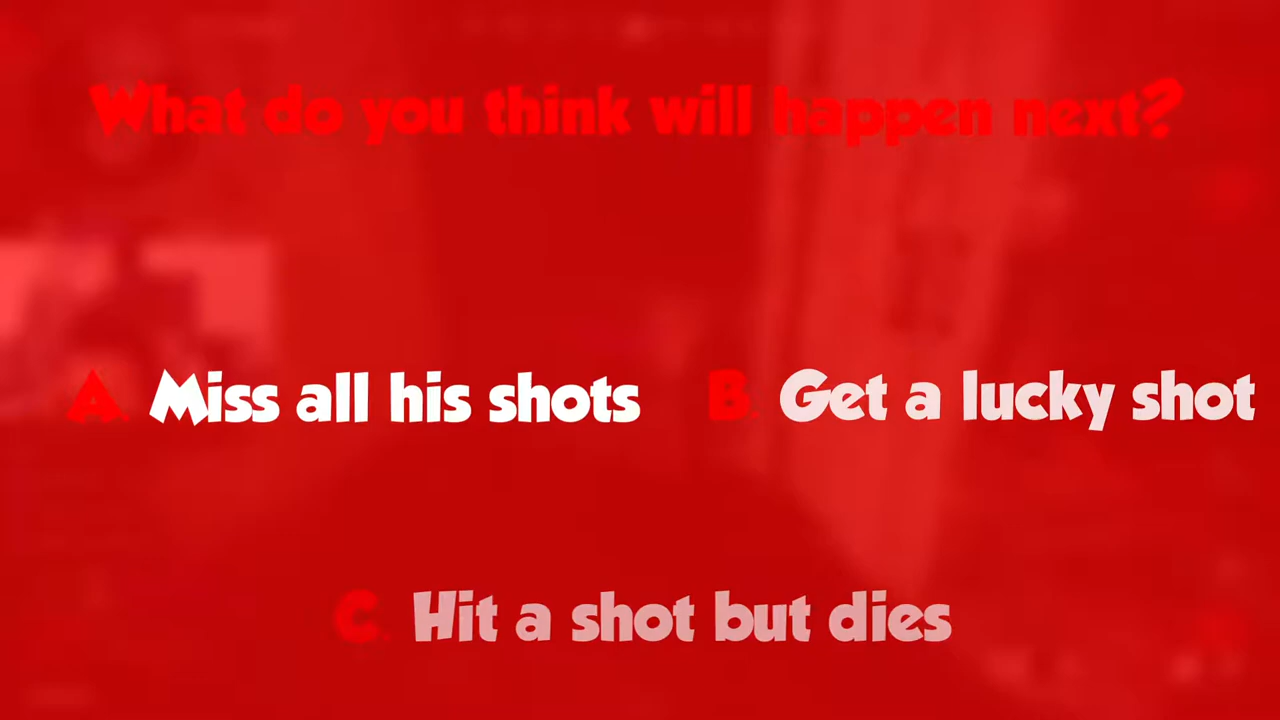 What do you think will happen next?
A. Miss all his shots
B. Get a lucky shot
C. Hit a shot but dies